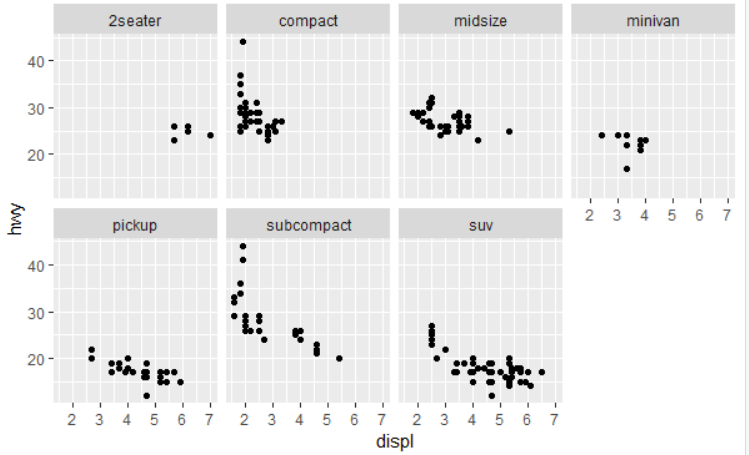 2seater compact midsize minivan
40
30
20
2 3 4 5 6 7
hwy
pickup subcompact suv
40
30
20
2 3 4 5 6 7 2 3 4 5 6 7 2 3 4 5 6 7
displ